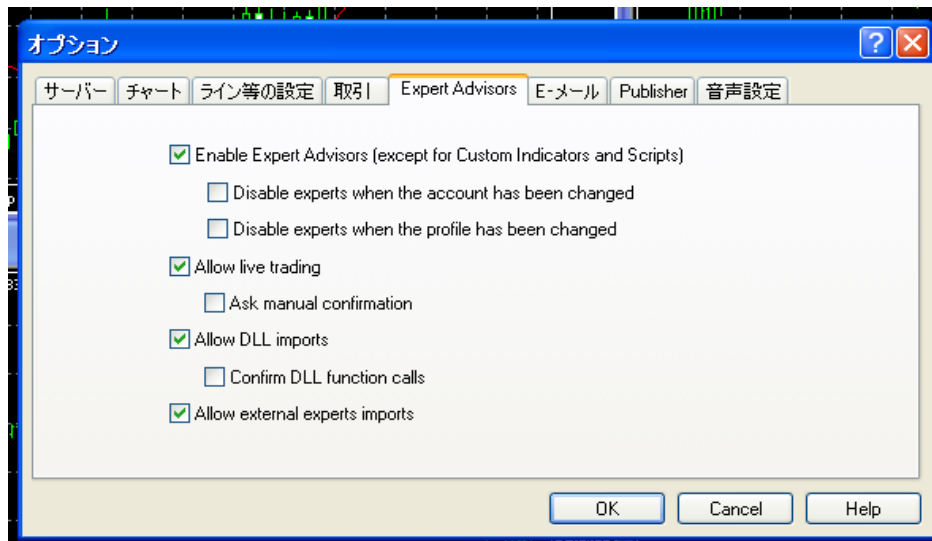 オプション
サーバー チャート ライン等の設定 取引 Expert Advisors E-メール Publisher 音声設定
Enable Expert Advisors (except for Custom Indicators and Scripts)
Disable experts when the account has been changed
Disable experts when the profile has been changed
Allow live trading
Ask manual confirmation
Allow DLL imports
Confirm DLL function calls
Allow external experts imports
OK Cancel Help